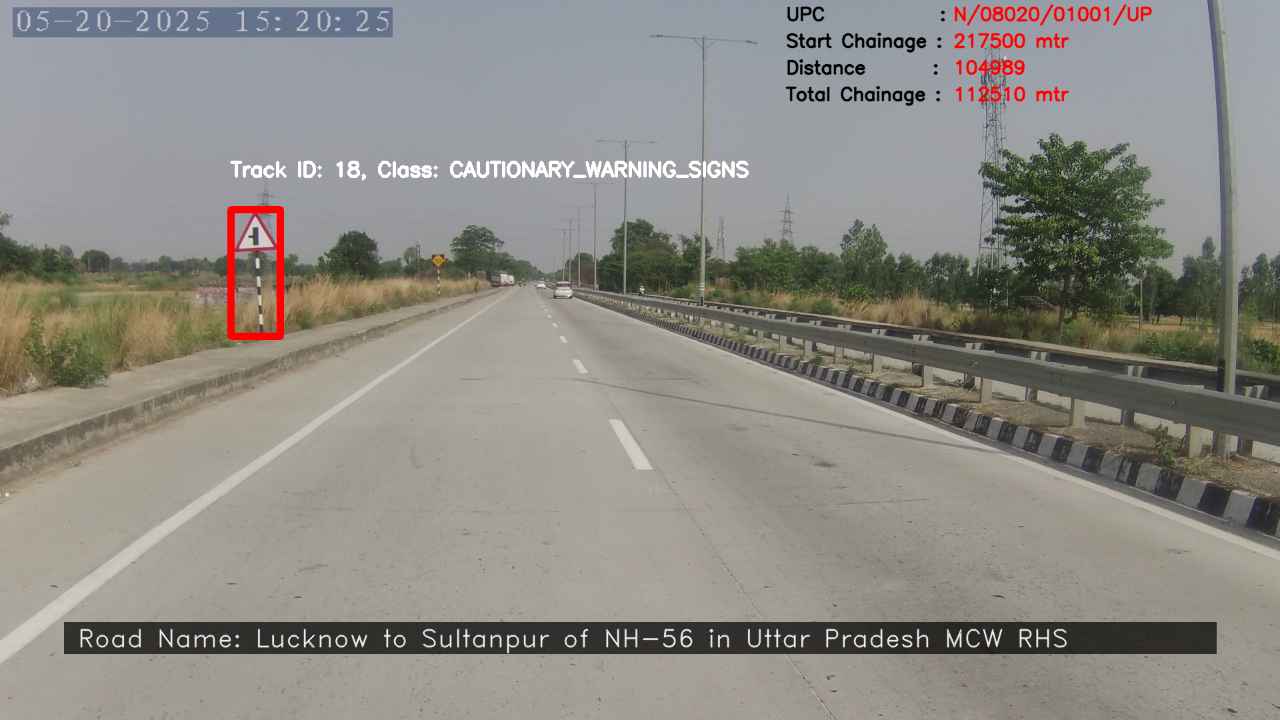 05-20-2025 15:20:25
UPC : N/08020/01001/UP
Start Chainage : 217500 mtr
Distance : 104989
Total Chainage : 112510 mtr
Track ID: 18, Class: CAUTIONARY_WARNING_SIGNS
Road Name: Lucknow to Sultanpur of NH-56 in Uttar Pradesh MCW RHS